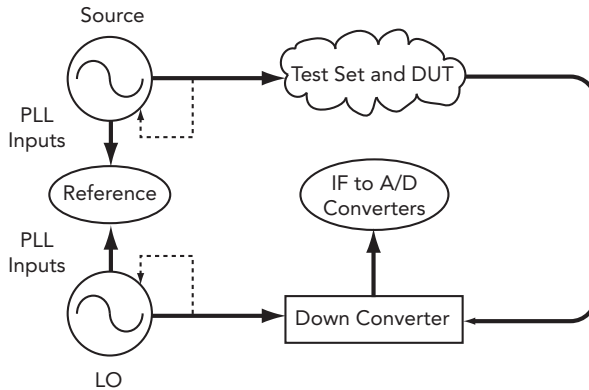 Source
Test Set and DUT
PLL
Inputs
Reference
IF to A/D
Converters
PLL
Inputs
Down Converter
LO